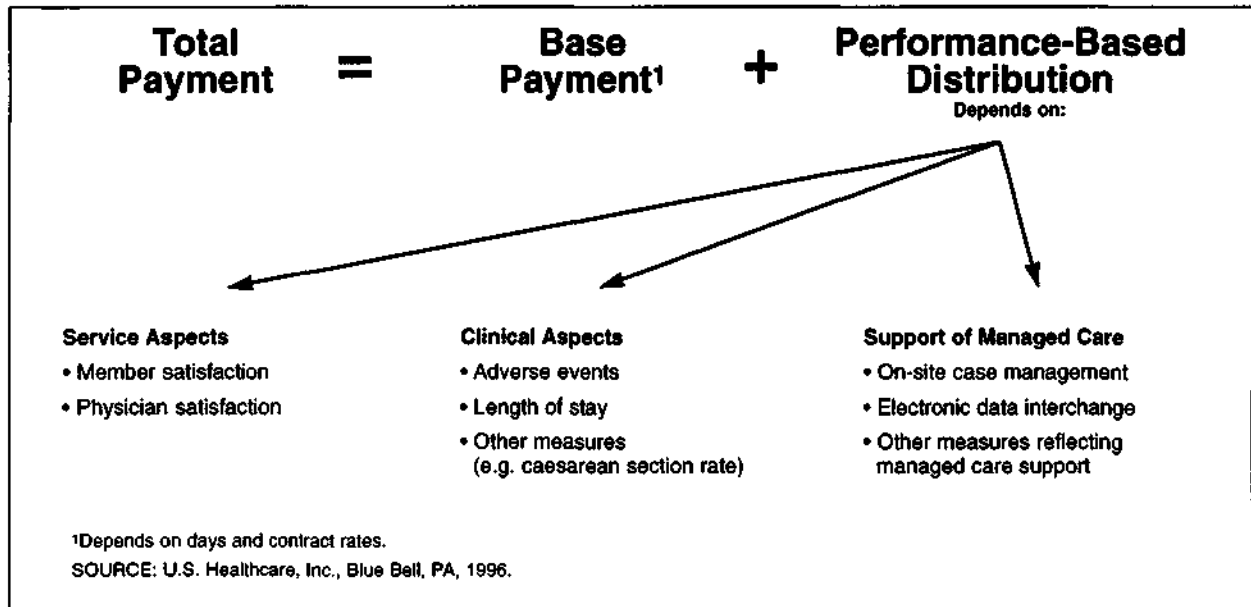 Total
Payment
=
Base
Payment¹
+
Performance-Based
Distribution
Depends on:
Service Aspects
• Member satisfaction
• Physician satisfaction
Clinical Aspects
• Adverse events
• Length of stay
• Other measures
(e.g. caesarean section rate)
Support of Managed Care
• On-site case management
• Electronic data interchange
• Other measures reflecting
managed care support
¹Depends on days and contract rates.
SOURCE: U.S. Healthcare, Inc., Blue Bell, PA, 1996.